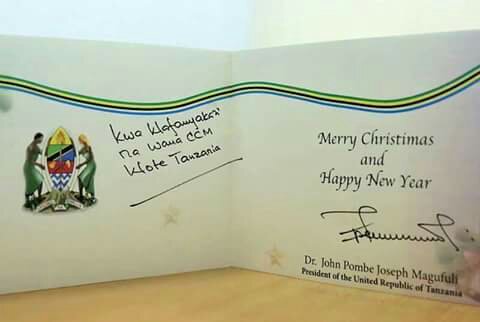 Kwa Wafanyakazi
na Wana CCM
Wote Tanzania
Merry Christimas
and
Happy New Year
Dr. John Pombe Joseph Magufuli
President of the United Republic of Tanzania